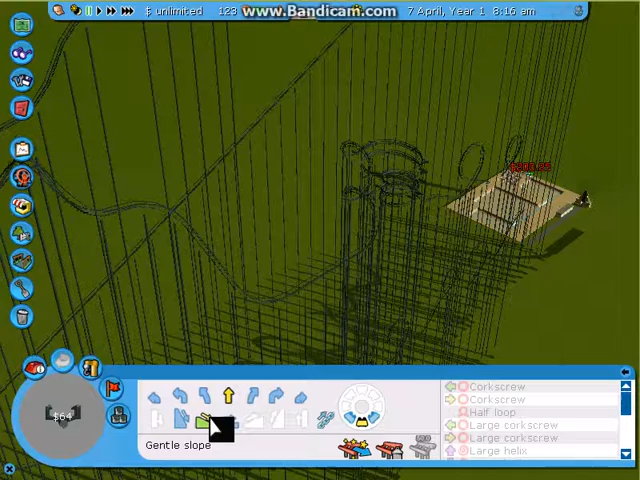 www.Bandicam.com
$ unlimited
123
7 April, Year 1
8:16 am
$64
Gentle slope
Corkscrew
Corkscrew
Half loop
Large corkscrew
Large corkscrew
Large helix